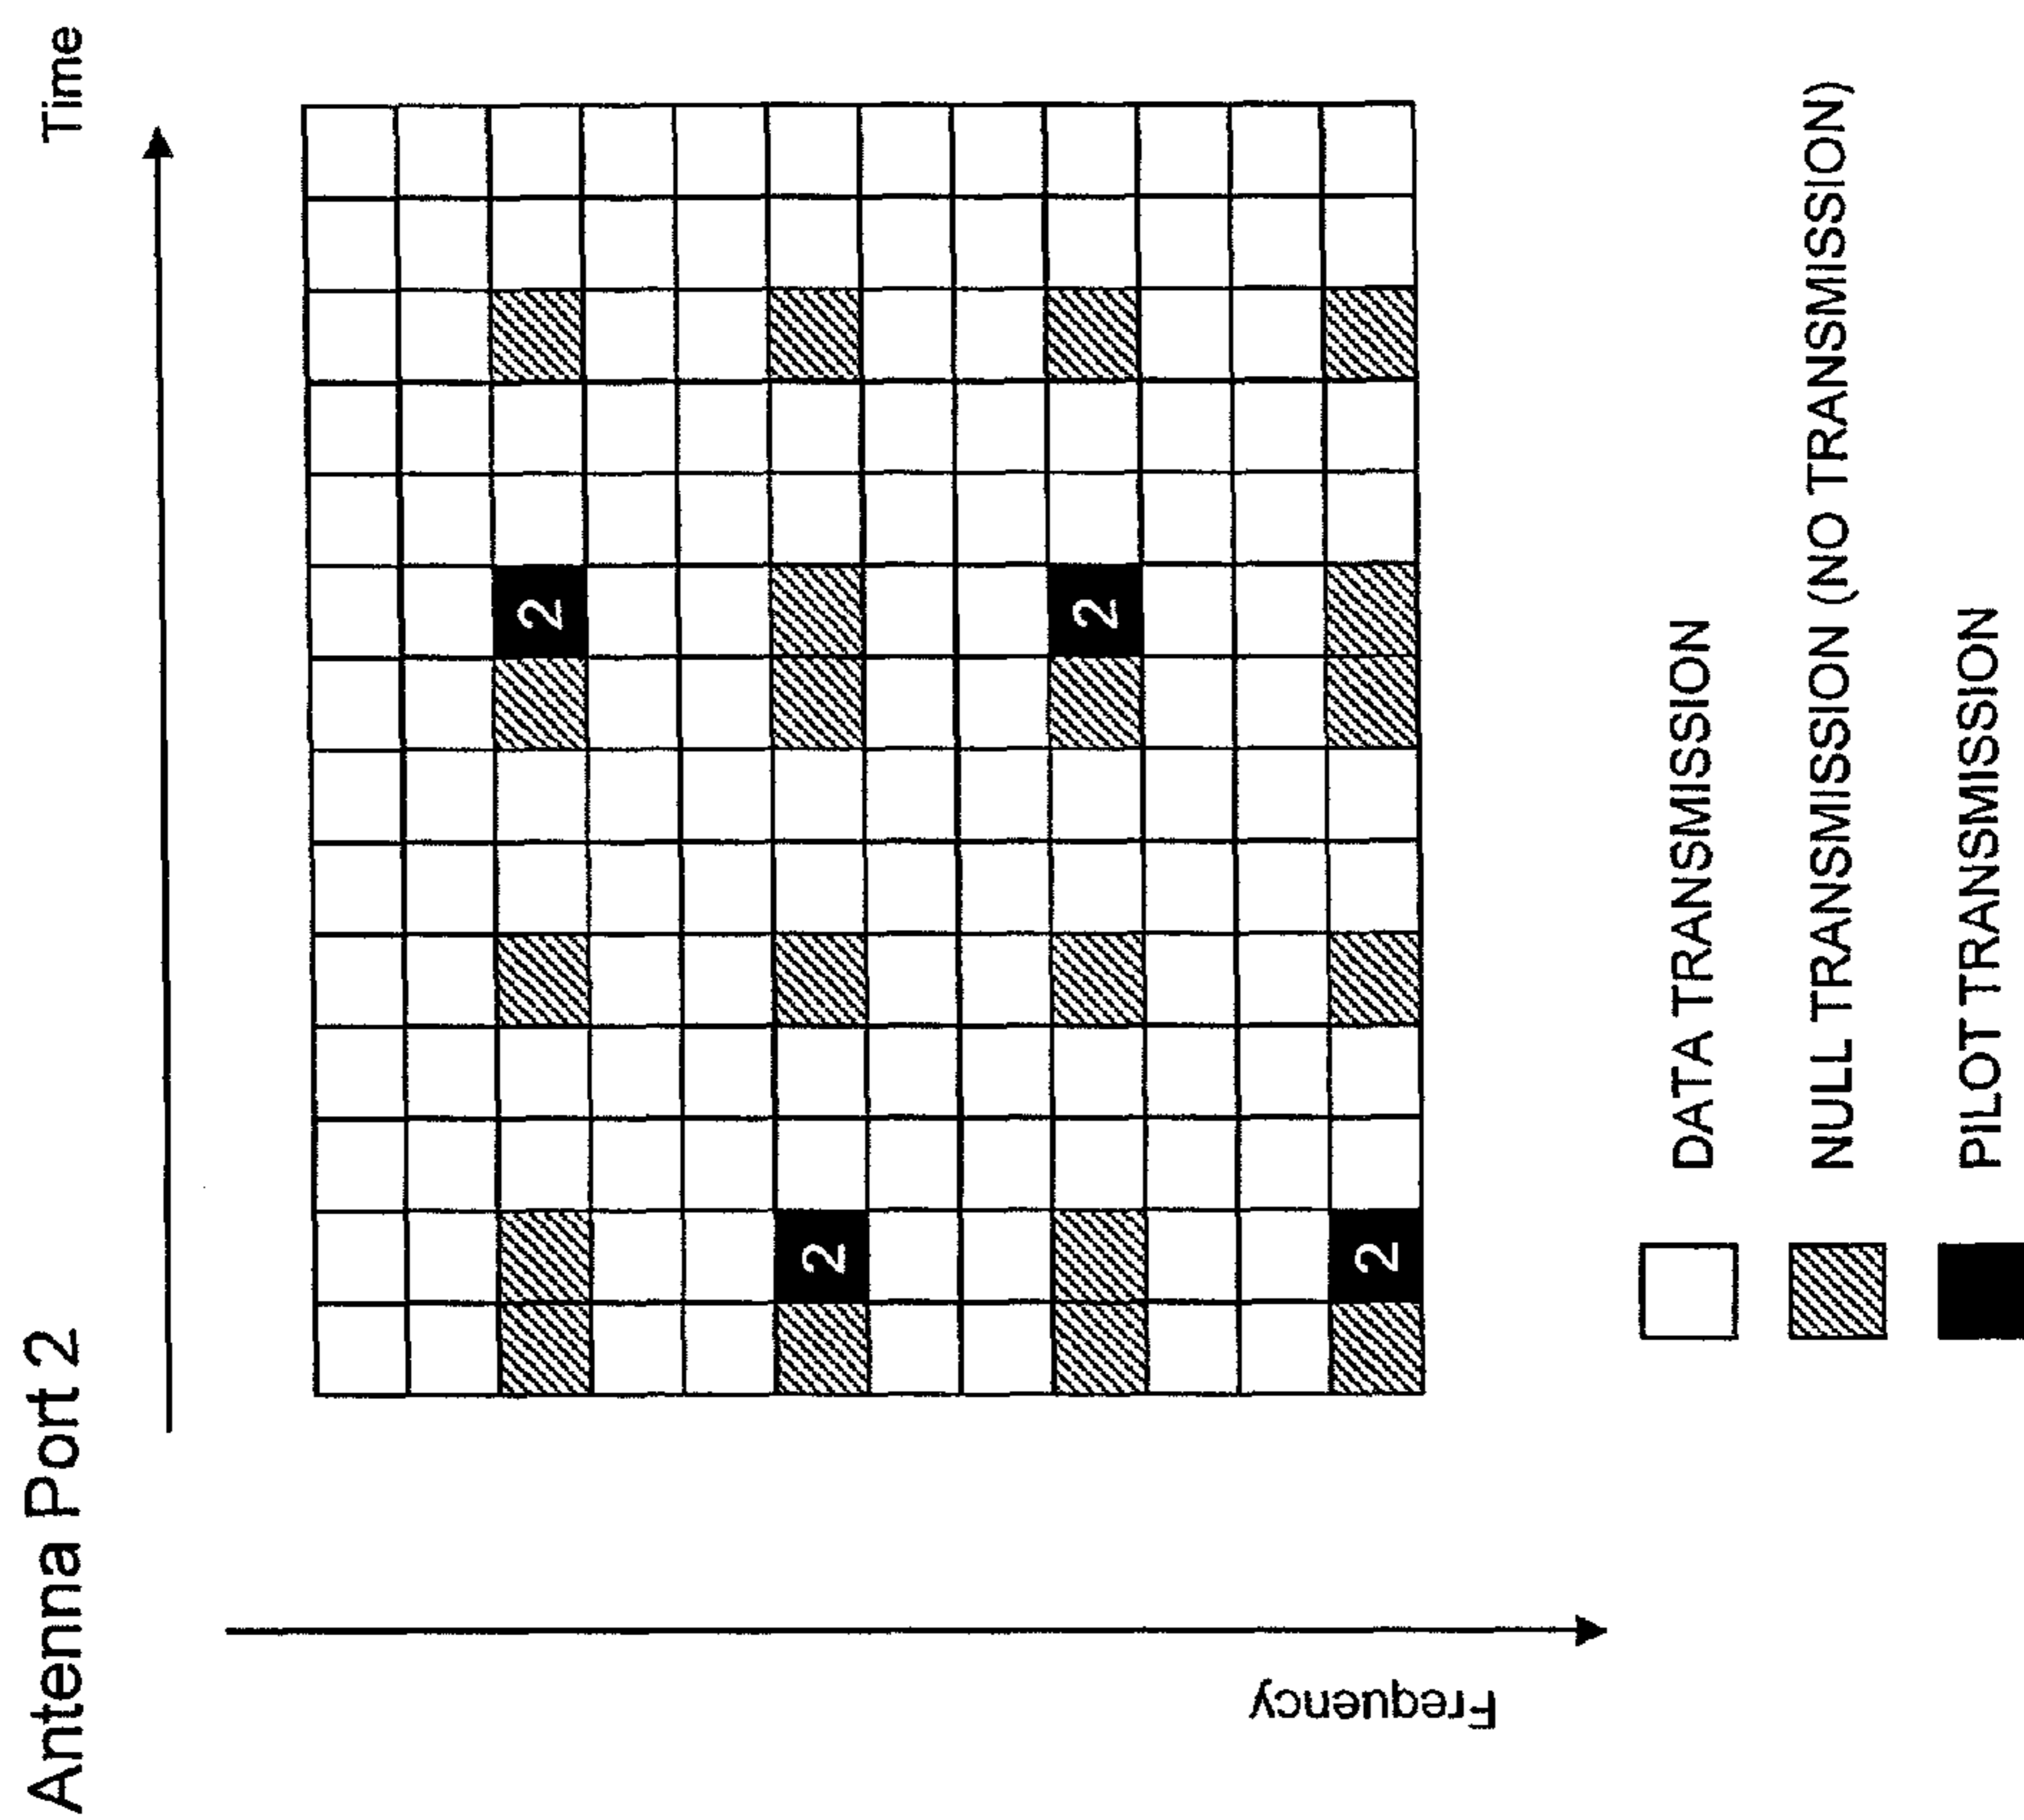 Antenna Port 2
Time
Frequency
2
2
2
2
DATA TRANSMISSION
NULL TRANSMISSION (NO TRANSMISSION)
PILOT TRANSMISSION